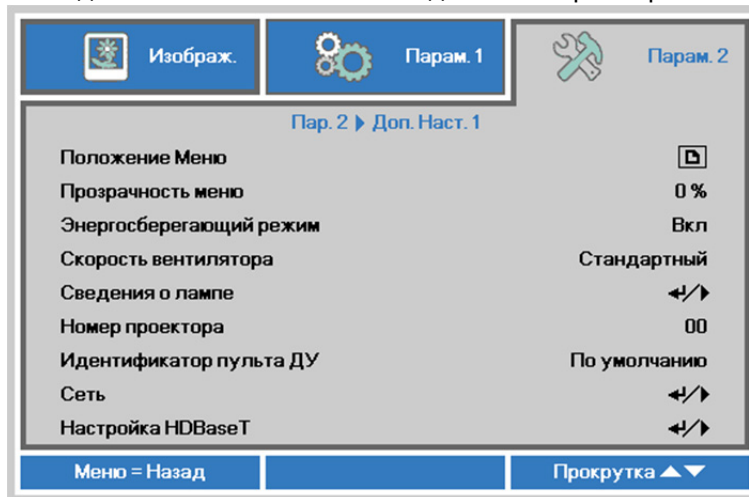 Изображ.
Парам. 1
Парам. 2
Пар. 2 ▶ Доп. Наст. 1
Положение Меню
Прозрачность меню 0 %
Энергосберегающий режим Вкл
Скорость вентилятора Стандартный
Сведения о лампе ↵/▶
Номер проектора 00
Идентификатор пульта ДУ По умолчанию
Сеть ↵/▶
Настройка HDBaseT ↵/▶
Меню = Назад
Прокрутка ▲▼